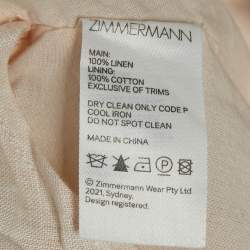 ZIMMERMANN
MAIN:
100% LINEN
LINING:
100% COTTON
EXCLUSIVE OF TRIMS
DRY CLEAN ONLY CODE P
COOL IRON
DO NOT SPOT CLEAN
MADE IN CHINA
© Zimmermann Wear Pty Ltd
2021, Sydney.
Design registered.